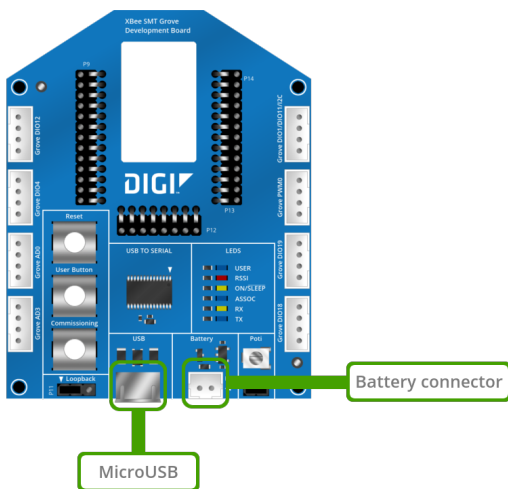 XBee SMT Grove
Development Board
P9
P14
Grove DIO12
Grove DIO1/DIO11/I2C
Grove DIO4
Grove PWM0
DIGI
P13
Reset
P12
USB TO SERIAL
LEDS
Grove AD0
Grove DIO19
USER
RSSI
User Button
ON/SLEEP
ASSOC
RX
TX
Grove AD3
Grove DIO18
Commissioning
USB
Battery
Poti
Loopback
P11
Battery connector
MicroUSB